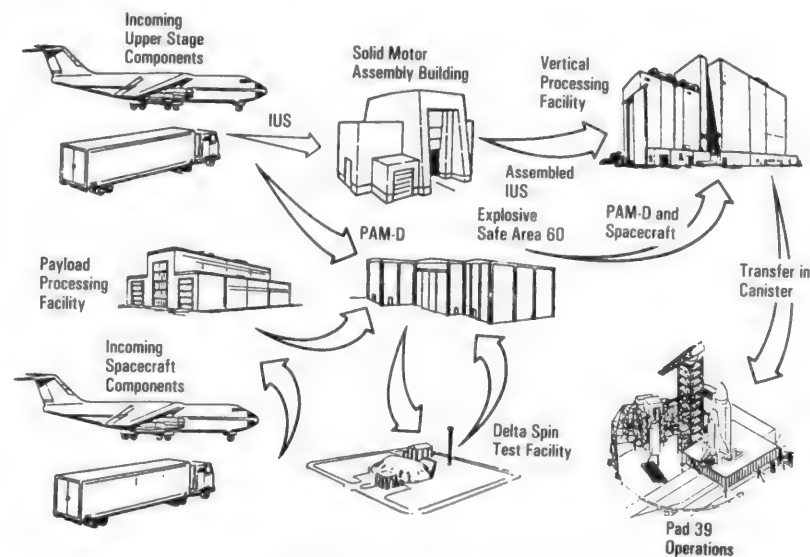 Incoming
Upper Stage
Components
Solid Motor
Assembly Building
Vertical
Processing
Facility
IUS
Assembled
IUS
Explosive
Safe Area 60
PAM-D and
Spacecraft
PAM-D
Payload
Processing
Facility
Transfer in
Canister
Incoming
Spacecraft
Components
Delta Spin
Test Facility
Pad 39
Operations